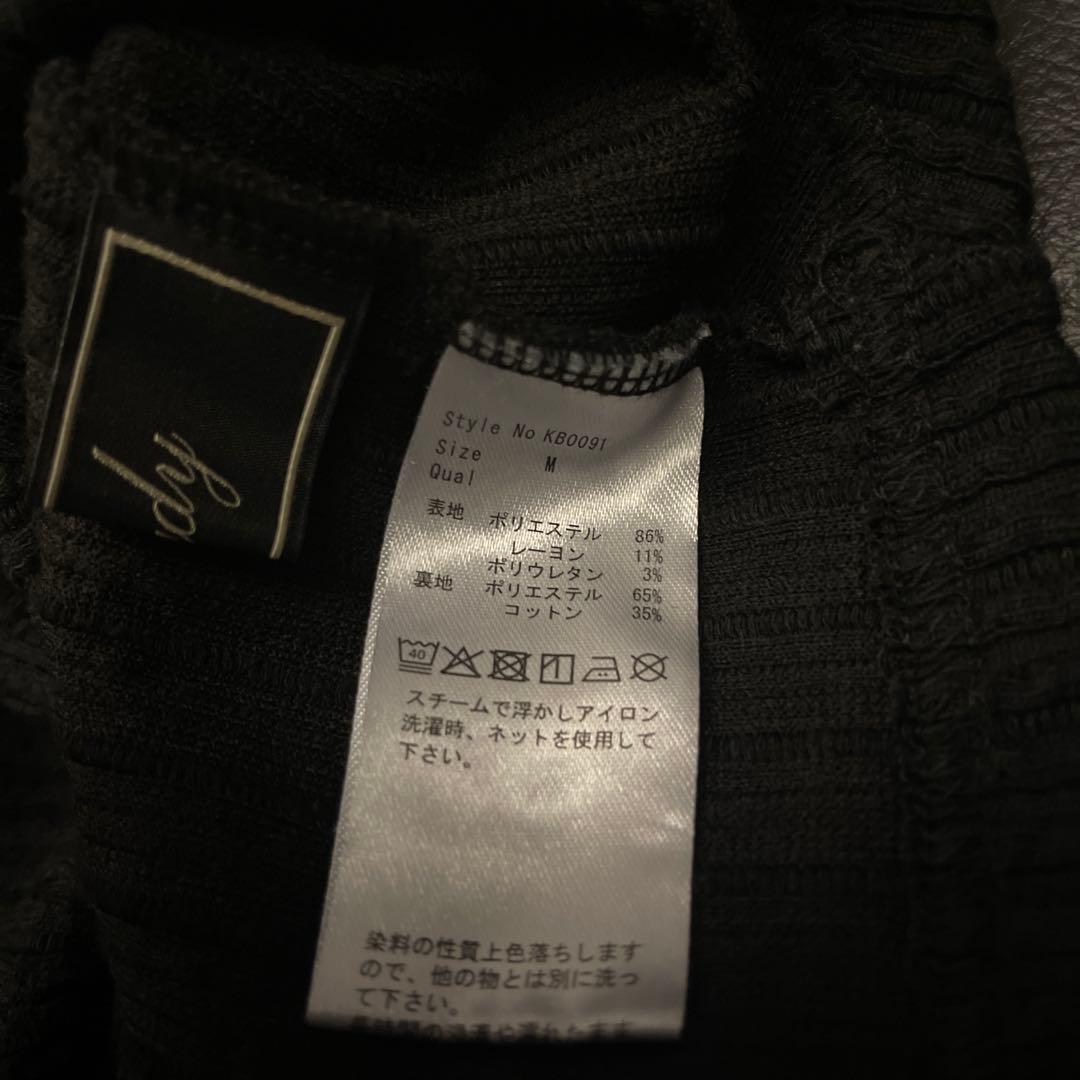 Style No KB0091
Size M
Qual
表地 ポリエステル 86%
レーヨン 11%
ポリウレタン 3%
裏地 ポリエステル 65%
コットン 35%
40
スチームで浮かしアイロン
洗濯時、ネットを使用して
下さい。
染料の性質上色落ちします
ので、他の物とは別に洗っ
て下さい。